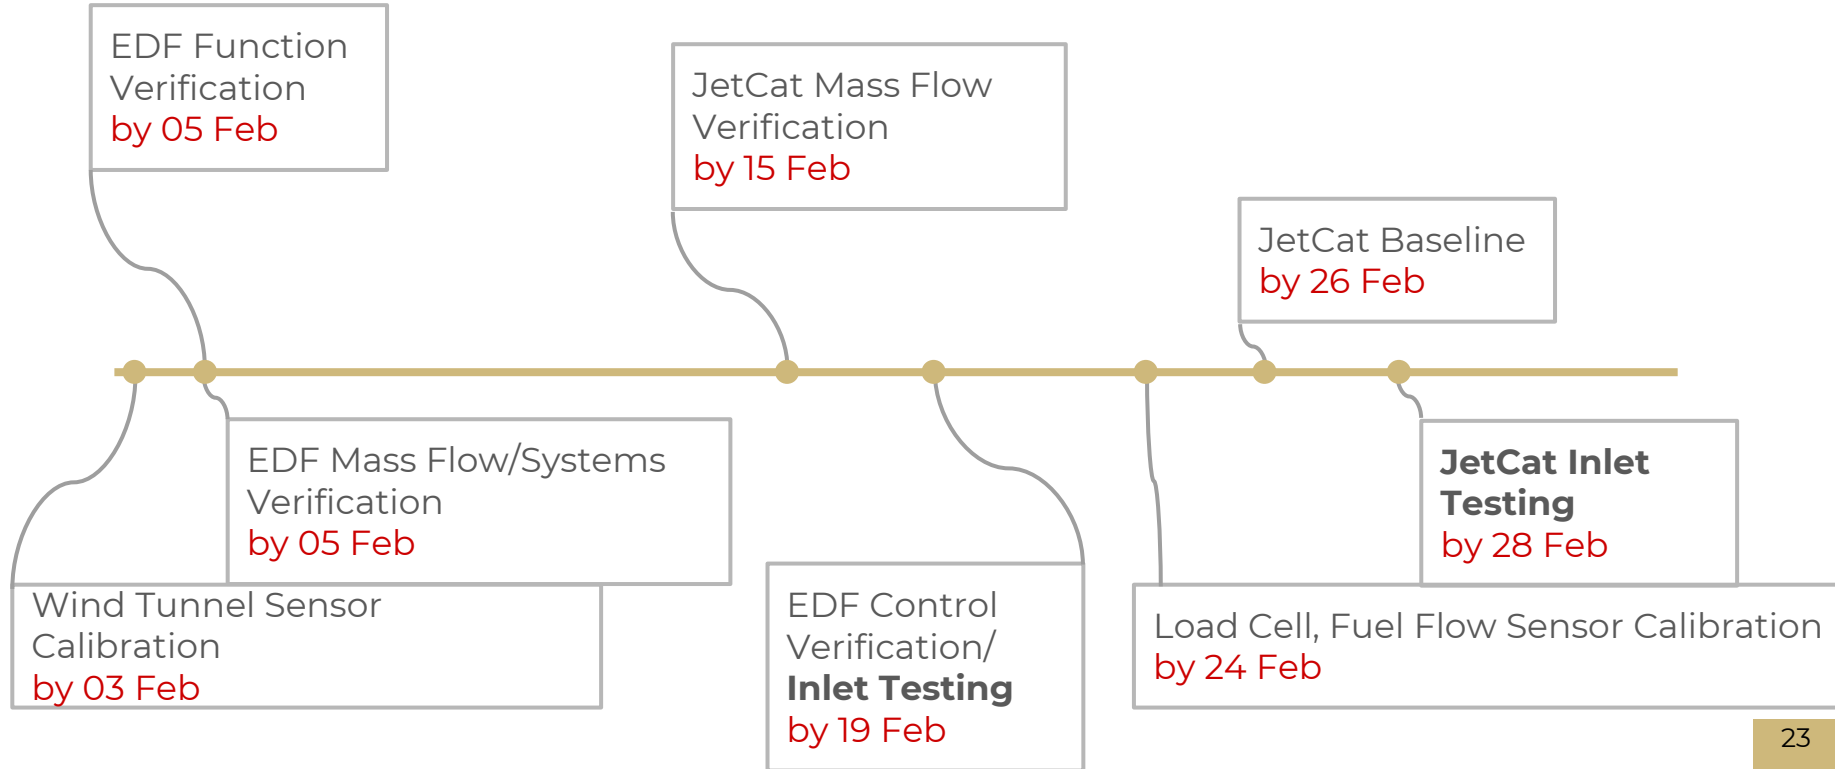 EDF Function
Verification
by 05 Feb
JetCat Mass Flow
Verification
by 15 Feb
JetCat Baseline
by 26 Feb
EDF Mass Flow/Systems
Verification
by 05 Feb
JetCat Inlet
Testing
by 28 Feb
Wind Tunnel Sensor
Calibration
by 03 Feb
EDF Control
Verification/
Inlet Testing
by 19 Feb
Load Cell, Fuel Flow Sensor Calibration
by 24 Feb
23